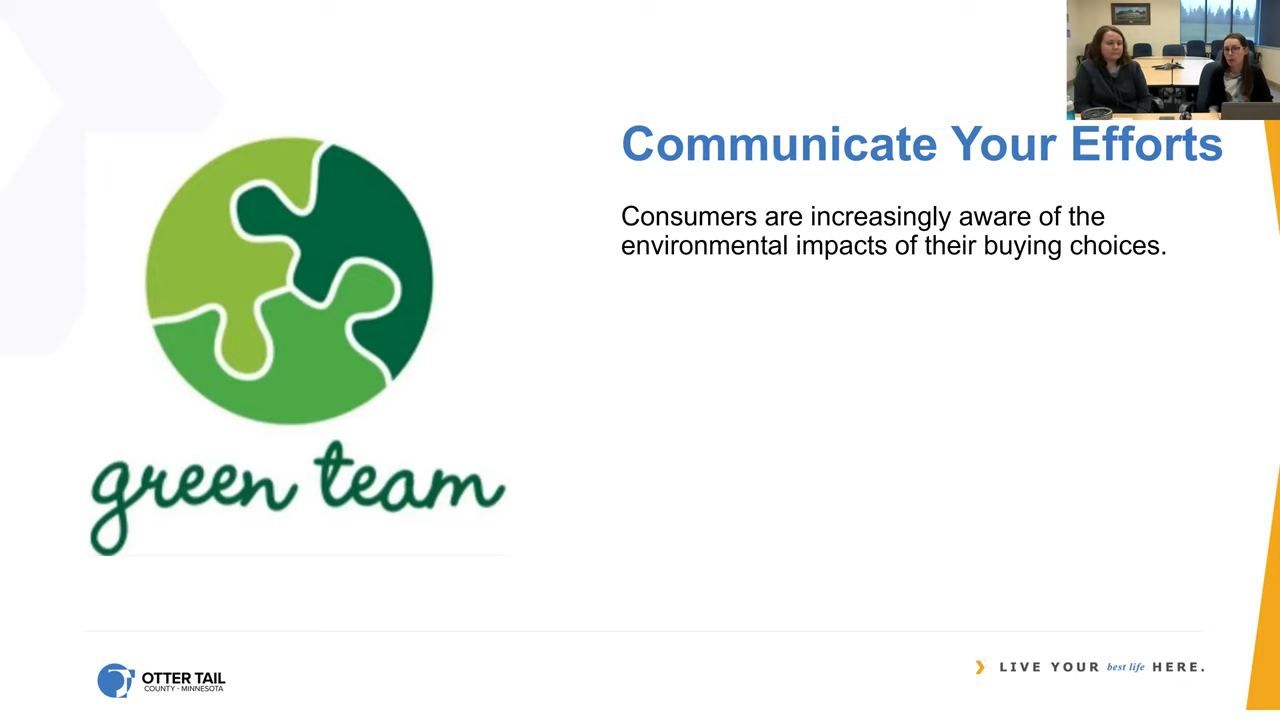 Communicate Your Efforts
Consumers are increasingly aware of the
environmental impacts of their buying choices.
green team
OTTER TAIL
COUNTY - MINNESOTA
LIVE YOUR best life HERE.